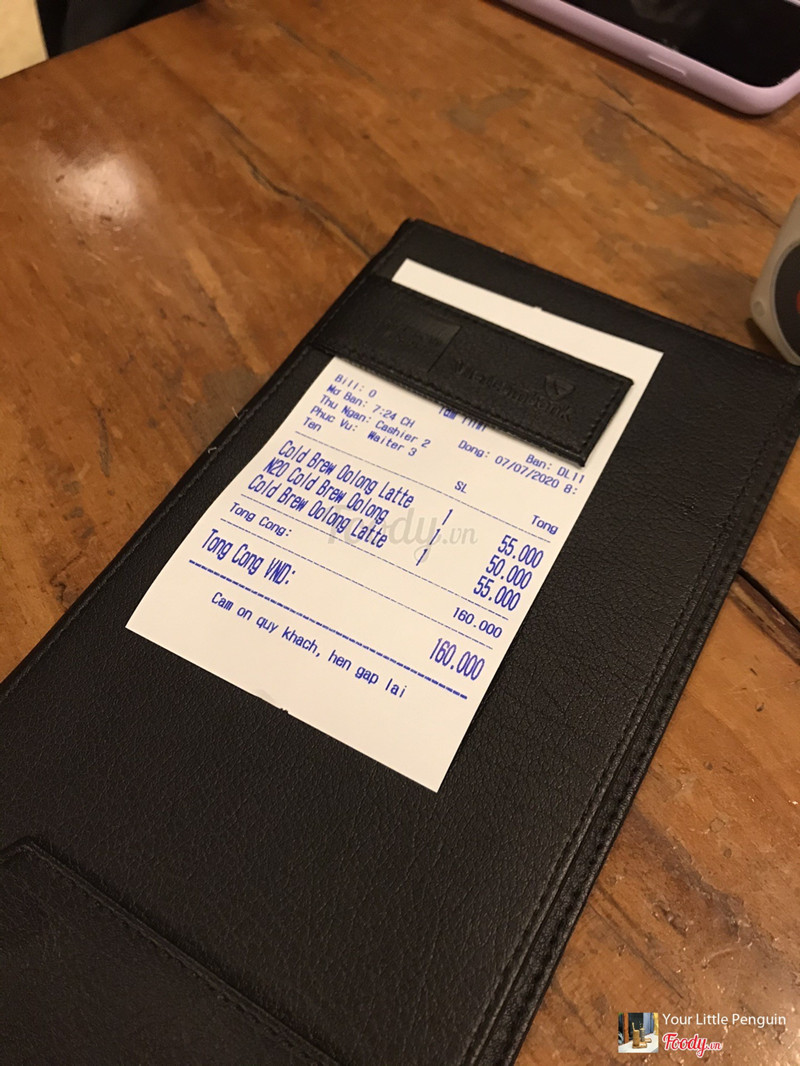 Bill: 0
Mo Ban: 7:24 CH
Ban: DL11
Thu Ngan: Cashier 2
Dong: 07/07/2020 8:
Phuc Vu: Waiter 3
Ten SL Tong
Cold Brew Oolong Latte 1 55.000
N20 Cold Brew Oolong 1 50.000
Cold Brew Oolong Latte 1 55.000
Tong Cong: 160.000
Tong Cong VND: 160.000
Cam on quy khach, hen gap lai
Foody.vn
Your Little Penguin
Foody.vn